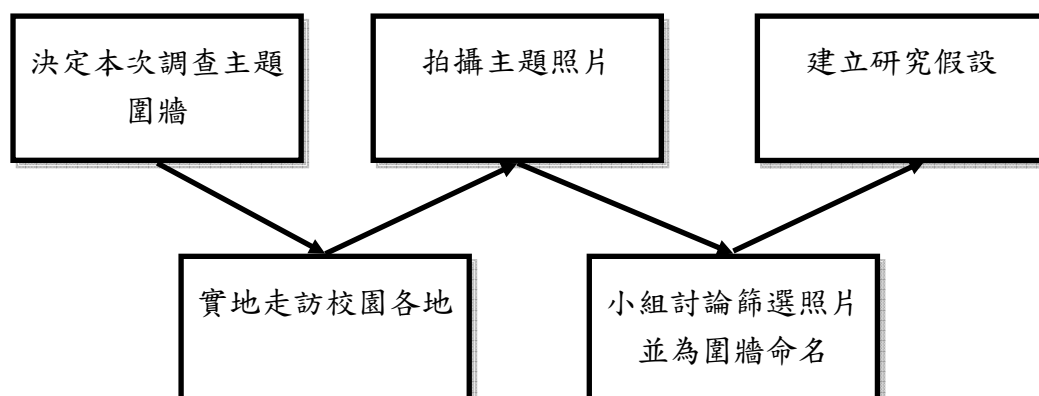 決定本次調查主題
圍牆
實地走訪校園各地
拍攝主題照片
小組討論篩選照片
並為圍牆命名
建立研究假設